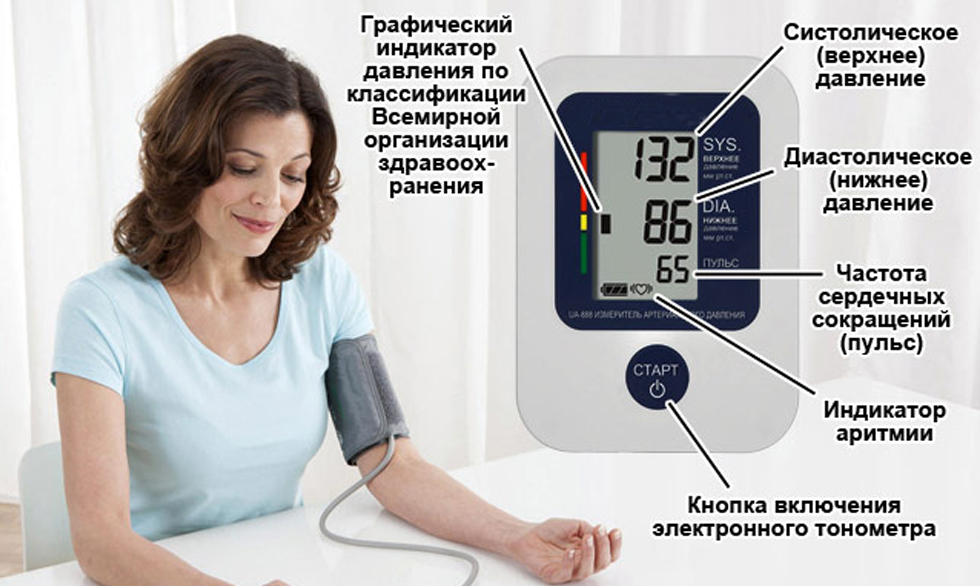 Графический
индикатор
давления по
классификации
Всемирной
организации
здравоох-
ранения
Систолическое
(верхнее)
давление
Диастолическое
(нижнее)
давление
Частота
сердечных
сокращений
(пульс)
Индикатор
аритмии
Кнопка включения
электронного тонометра
132
SYS.
ВЕРХНЕЕ
давление
мм рт.ст.
86
DIA.
НИЖНЕЕ
давление
мм рт.ст.
65
ПУЛЬС
UA-888 ИЗМЕРИТЕЛЬ АРТЕРИАЛЬНОГО ДАВЛЕНИЯ
СТАРТ